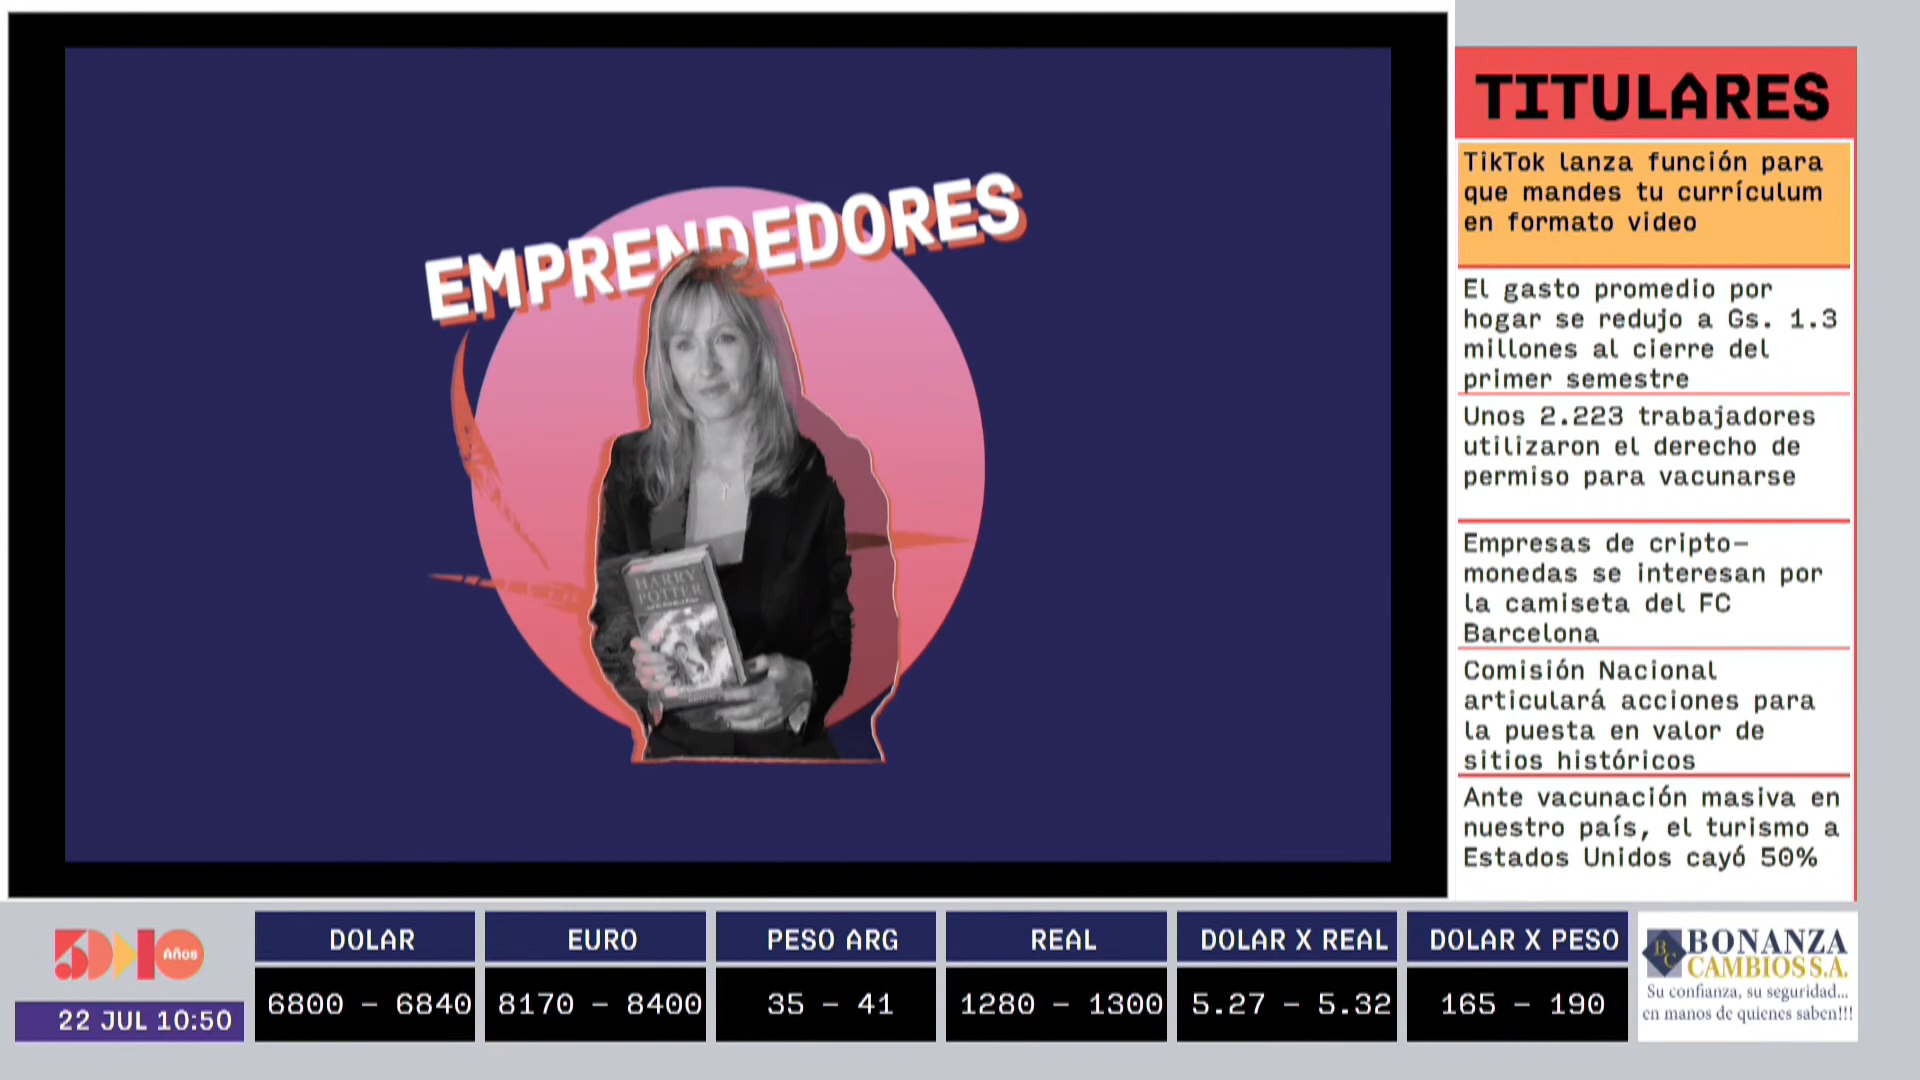 EMPRENDEDORES
HARRY
POTTER
TITULARES
TikTok lanza función para
que mandes tu currículum
en formato video
El gasto promedio por
hogar se redujo a Gs. 1.3
millones al cierre del
primer semestre
Unos 2.223 trabajadores
utilizaron el derecho de
permiso para vacunarse
Empresas de cripto-
monedas se interesan por
la camiseta del FC
Barcelona
Comisión Nacional
articulará acciones para
la puesta en valor de
sitios históricos
Ante vacunación masiva en
nuestro país, el turismo a
Estados Unidos cayó 50%
Años
22 JUL 10:50
DOLAR
6800 - 6840
EURO
8170 - 8400
PESO ARG
35 - 41
REAL
1280 - 1300
DOLAR X REAL
5.27 - 5.32
DOLAR X PESO
165 - 190
BC
BONANZA
CAMBIOS S.A.
Su confianza, su seguridad...
en manos de quienes saben!!!